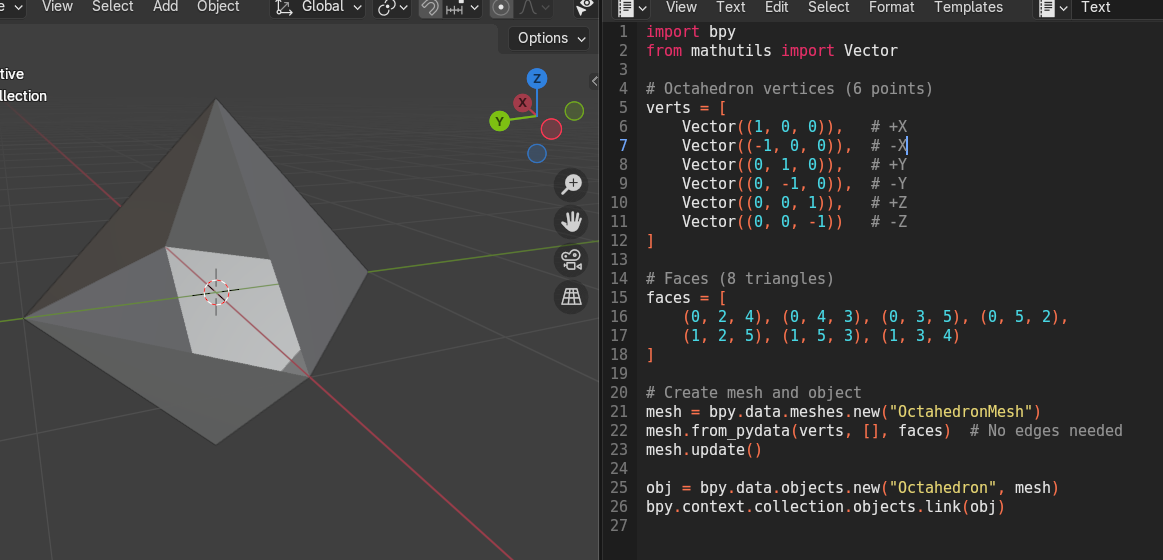 e View Select Add Object Global
Options
tive
llection
Z
X
Y
View Text Edit Select Format Templates Text
1 import bpy
2 from mathutils import Vector
3
4 # Octahedron vertices (6 points)
5 verts = [
6     Vector((1, 0, 0)),   # +X
7     Vector((-1, 0, 0)),  # -X
8     Vector((0, 1, 0)),   # +Y
9     Vector((0, -1, 0)),  # -Y
10     Vector((0, 0, 1)),   # +Z
11     Vector((0, 0, -1))   # -Z
12 ]
13
14 # Faces (8 triangles)
15 faces = [
16     (0, 2, 4), (0, 4, 3), (0, 3, 5), (0, 5, 2),
17     (1, 2, 5), (1, 5, 3), (1, 3, 4)
18 ]
19
20 # Create mesh and object
21 mesh = bpy.data.meshes.new("OctahedronMesh")
22 mesh.from_pydata(verts, [], faces)  # No edges needed
23 mesh.update()
24
25 obj = bpy.data.objects.new("Octahedron", mesh)
26 bpy.context.collection.objects.link(obj)
27